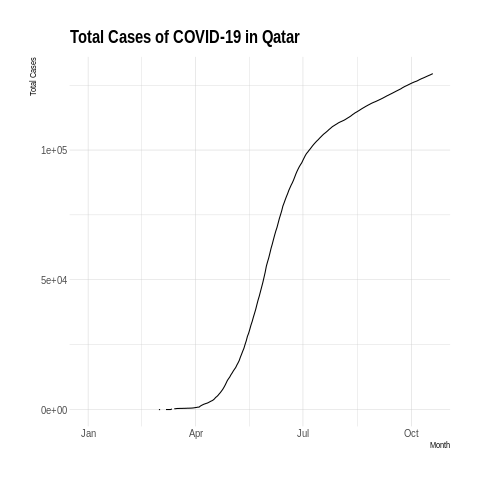 Total Cases of COVID-19 in Qatar
Total Cases
1e+05
5e+04
0e+00
Jan Apr Jul Oct
Month